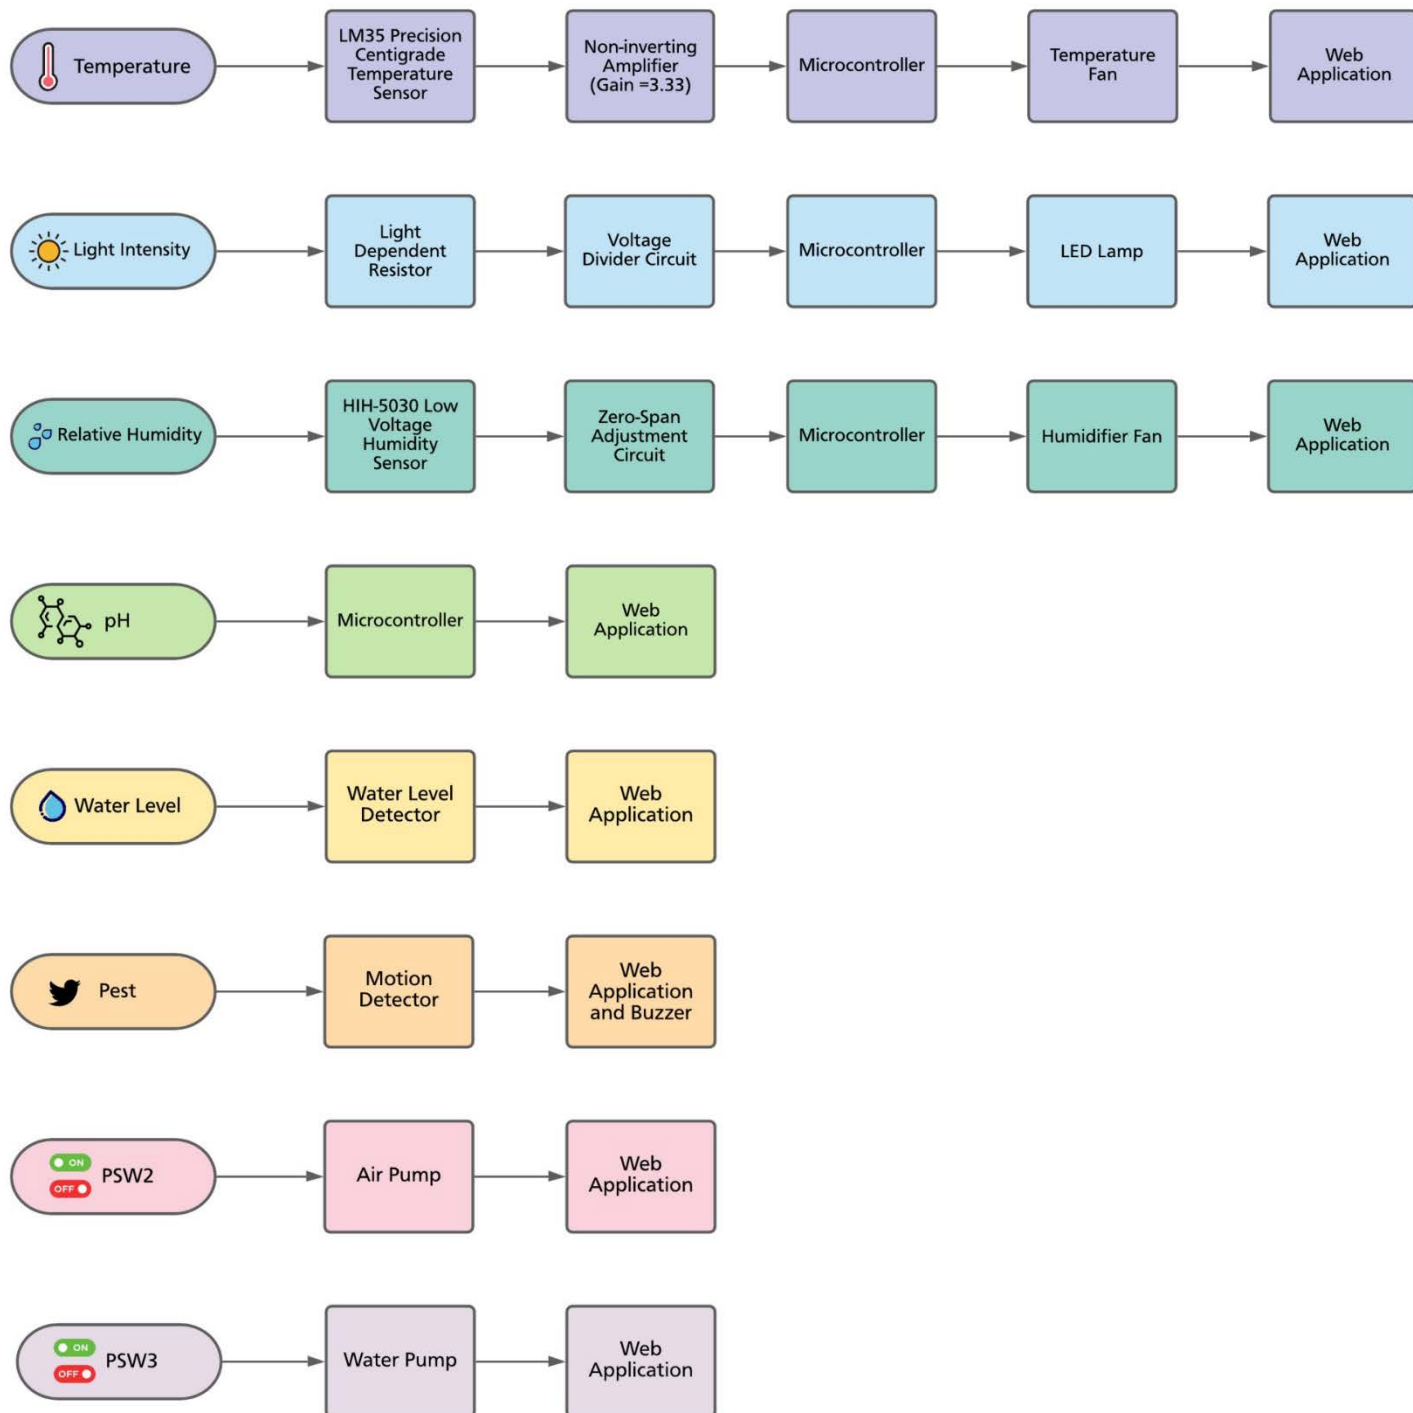 Temperature
LM35 Precision
Centigrade
Temperature
Sensor
Non-inverting
Amplifier
(Gain =3.33)
Microcontroller
Temperature
Fan
Web
Application
Light Intensity
Light
Dependent
Resistor
Voltage
Divider Circuit
Microcontroller
LED Lamp
Web
Application
Relative Humidity
HIH-5030 Low
Voltage
Humidity
Sensor
Zero-Span
Adjustment
Circuit
Microcontroller
Humidifier Fan
Web
Application
pH
Microcontroller
Web
Application
Water Level
Water Level
Detector
Web
Application
Pest
Motion
Detector
Web
Application
and Buzzer
ON
OFF
PSW2
Air Pump
Web
Application
ON
OFF
PSW3
Water Pump
Web
Application